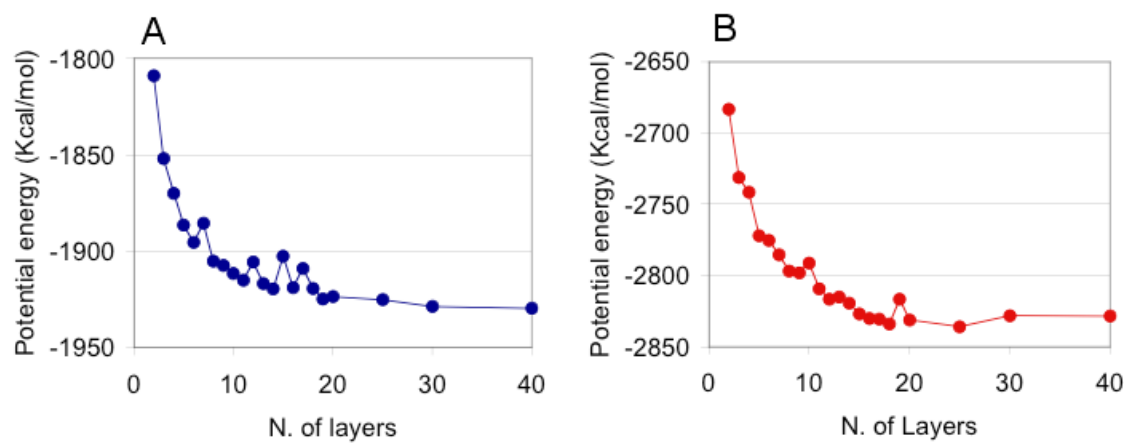 A
Potential energy (Kcal/mol)
-1800
-1850
-1900
-1950
0 10 20 30 40
N. of layers
B
Potential energy (Kcal/mol)
-2650
-2700
-2750
-2800
-2850
0 10 20 30 40
N. of Layers